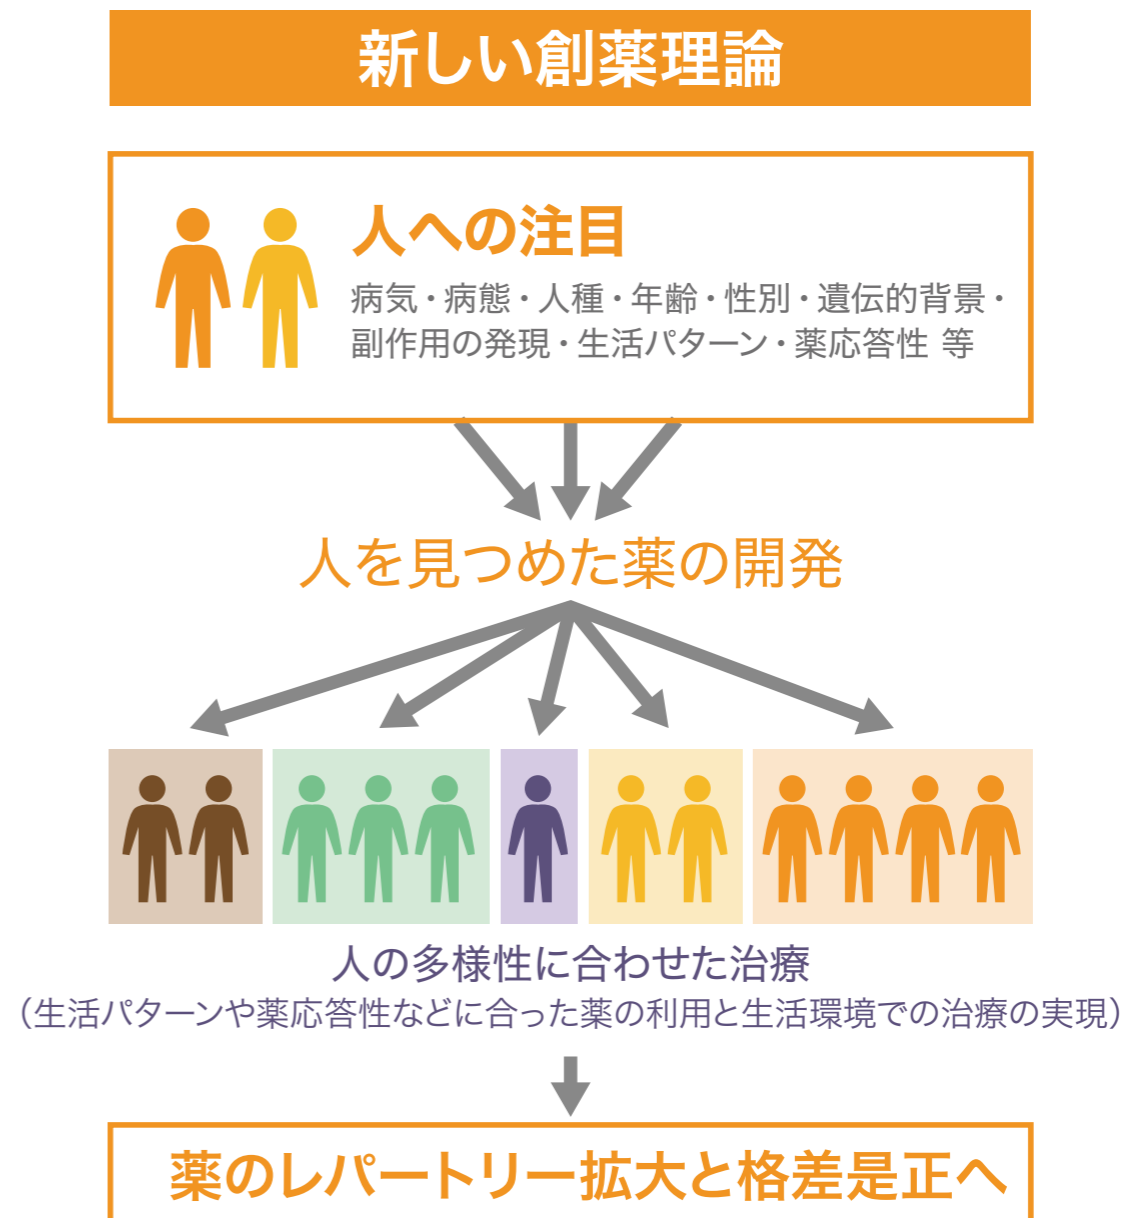 新しい創薬理論
人への注目
病気・病態・人種・年齢・性別・遺伝的背景・
副作用の発現・生活パターン・薬応答性 等
人を見つめた薬の開発
人の多様性に合わせた治療
（生活パターンや薬応答性などに合った薬の利用と生活環境での治療の実現）
薬のレパートリー拡大と格差是正へ